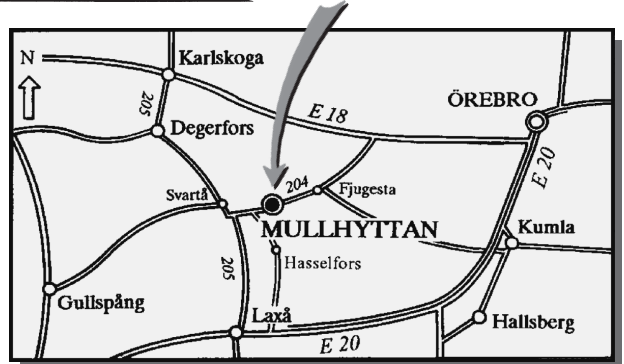 N
Karlskoga
205
E 18
ÖREBRO
Degerfors
E 20
204
Svartå
Fjugesta
MULLHYTTAN
Kumla
Hasselfors
205
Gullspång
Laxå
Hallsberg
E 20